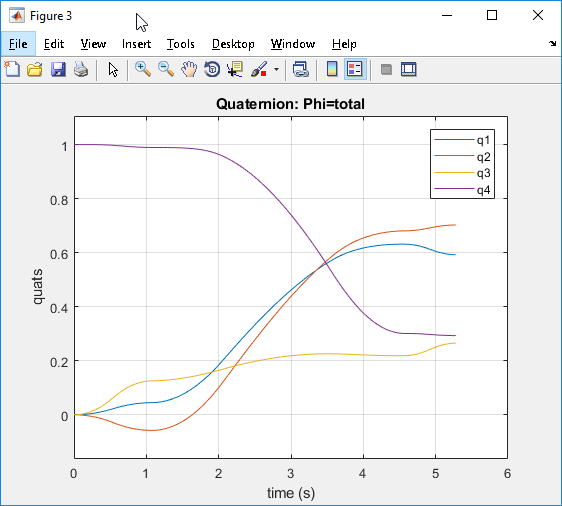 Figure 3
File Edit View Insert Tools Desktop Window Help
Quaternion: Phi=total
q1
q2
q3
q4
1
0.8
0.6
0.4
0.2
0
quats
0 1 2 3 4 5 6
time (s)